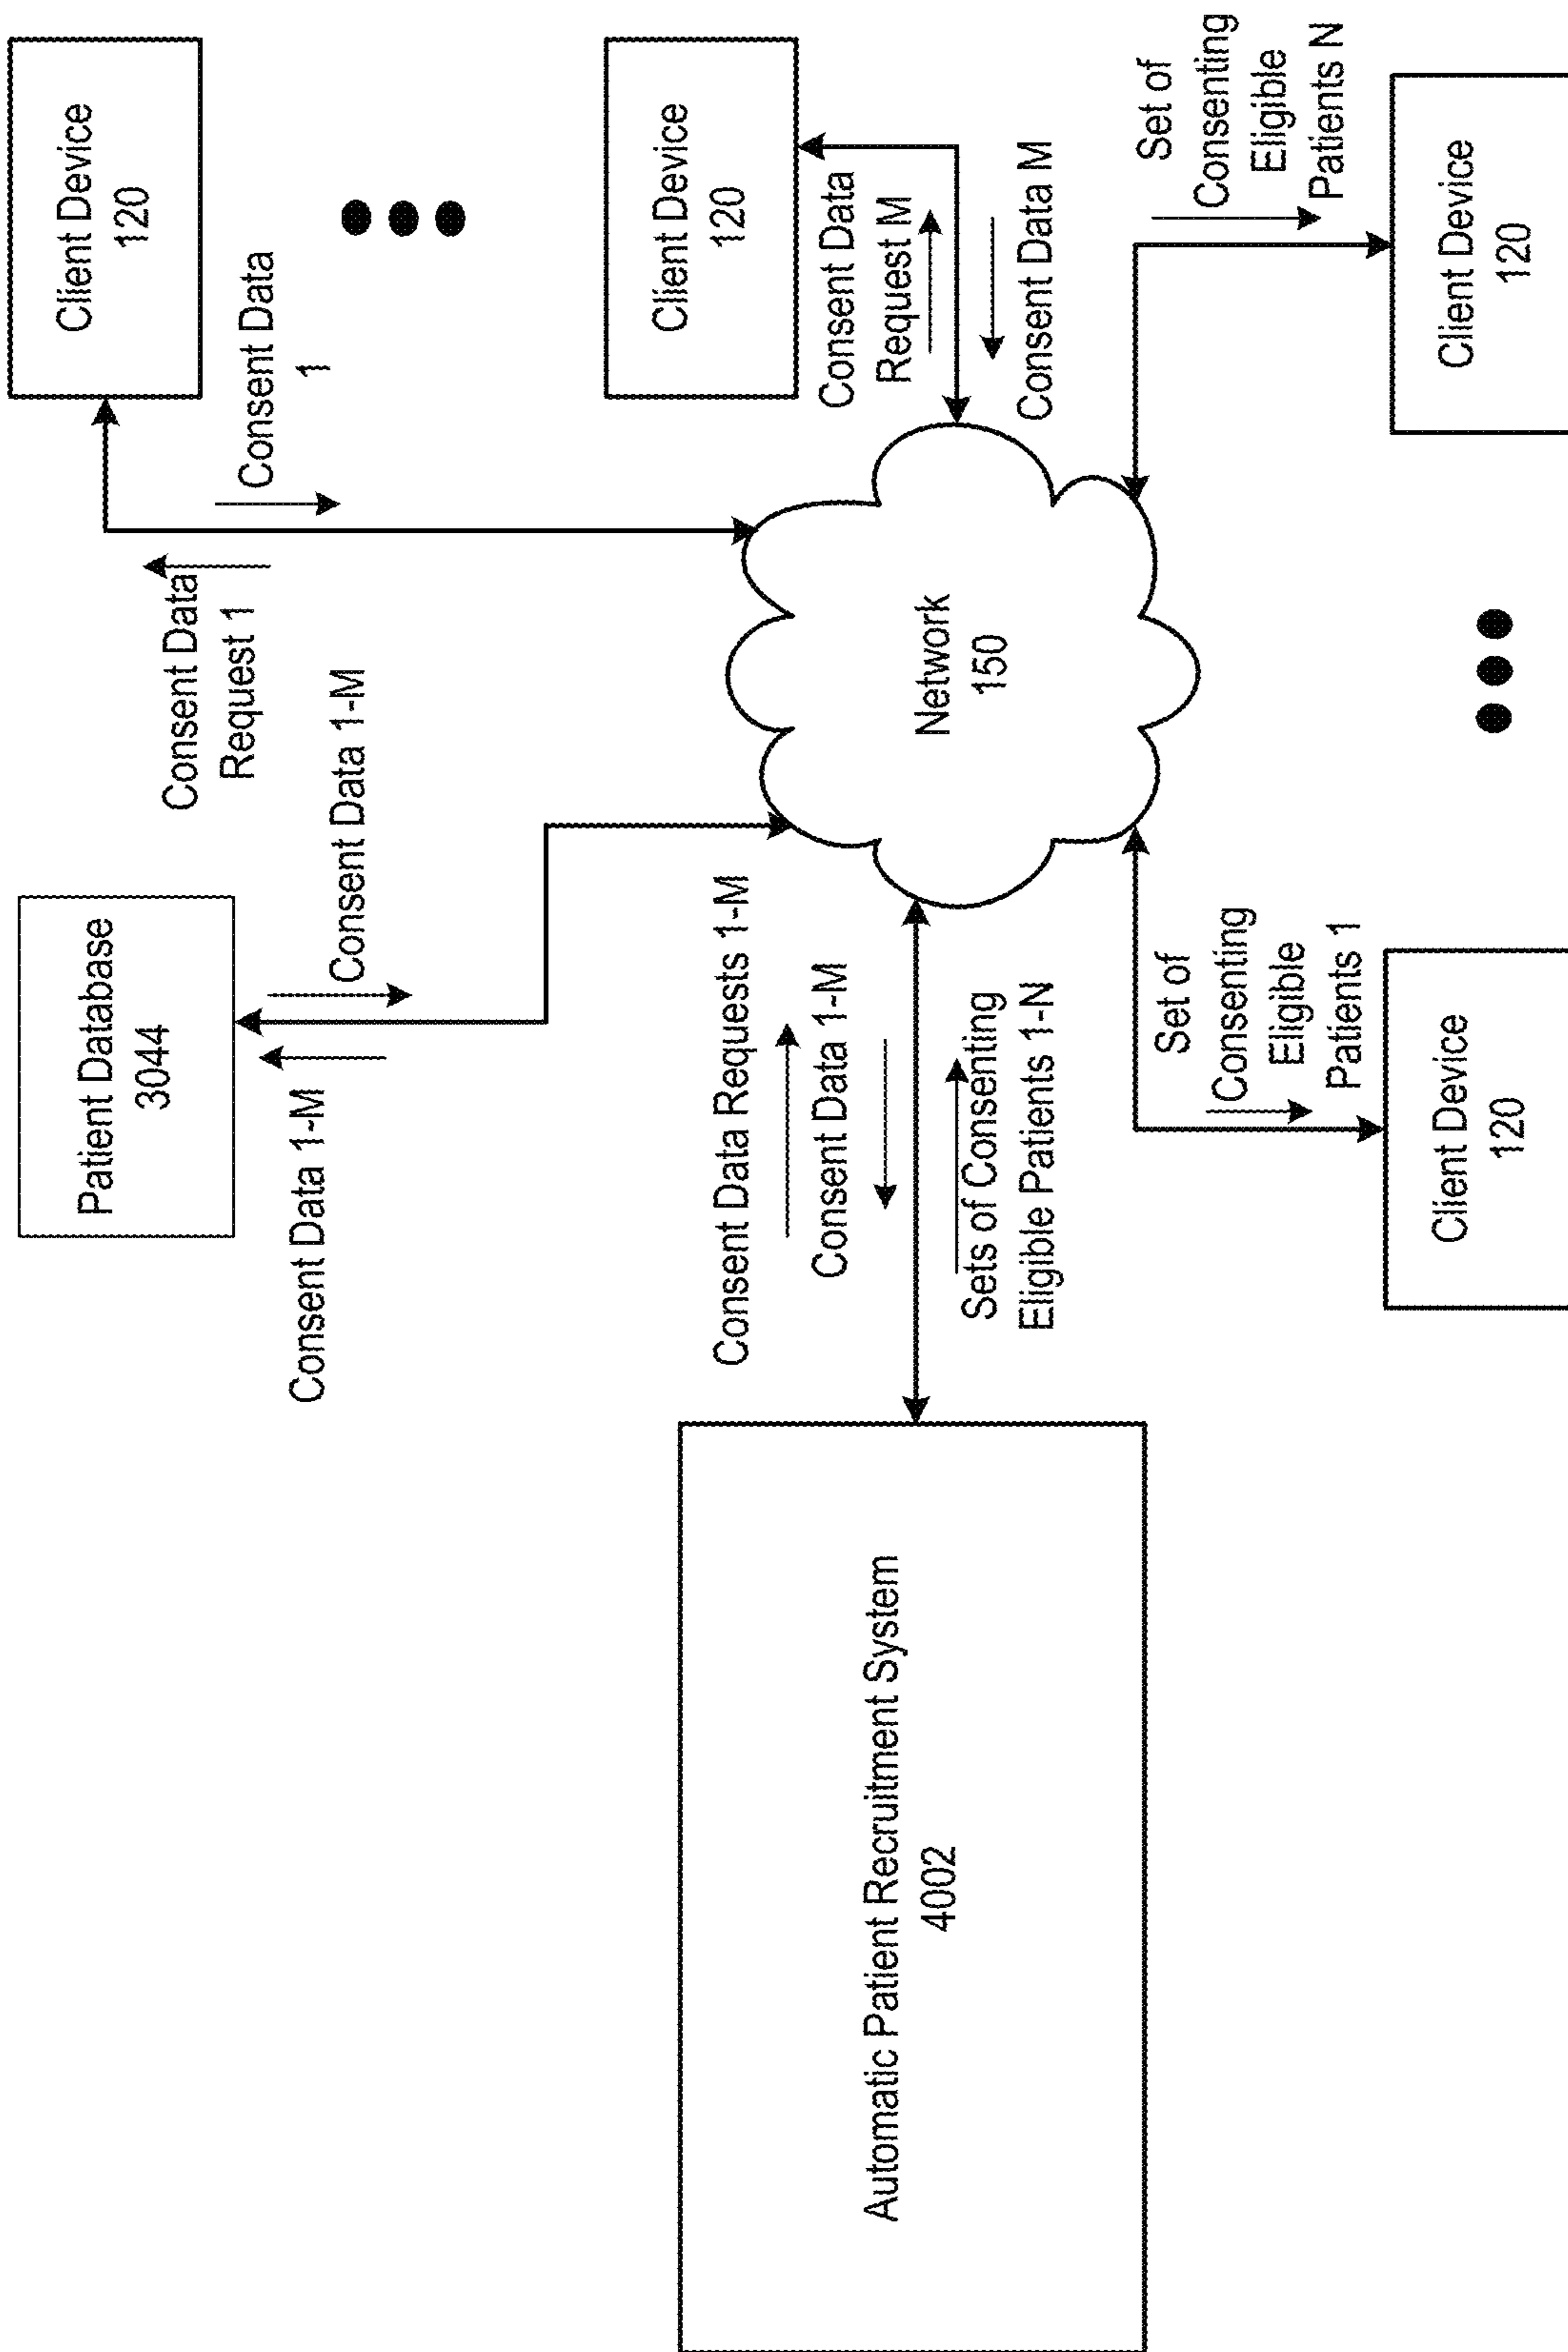 Patient Database
3044
Consent Data 1-M
Consent Data 1-M
Consent Data
Request 1
Consent Data
1
Client Device
120
Client Device
120
Consent Data
Request M
Consent Data M
Consent Data Requests 1-M
Consent Data 1-M
Sets of Consenting
Eligible Patients 1-N
Network
150
Automatic Patient Recruitment System
4002
Set of
Consenting
Eligible
Patients 1
Client Device
120
Set of
Consenting
Eligible
Patients N
Client Device
120